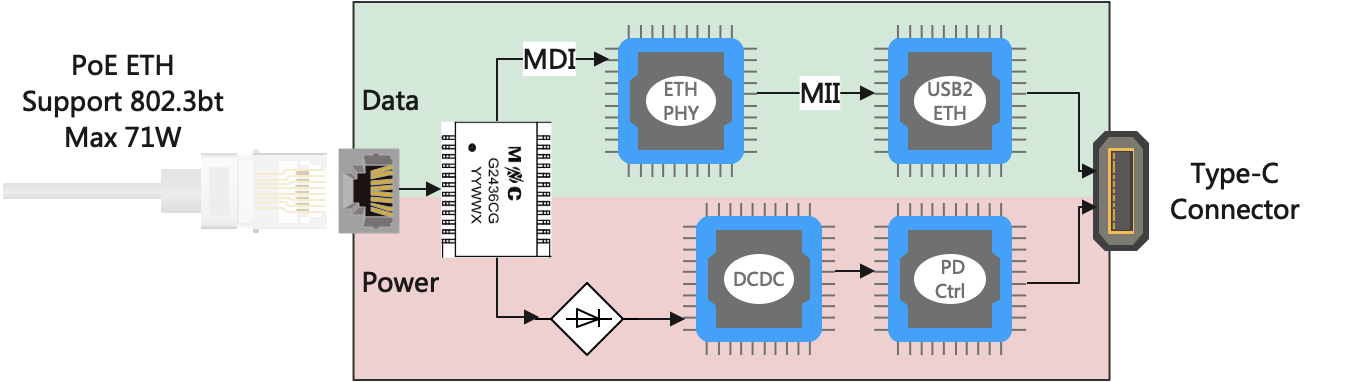 PoE ETH
Support 802.3bt
Max 71W
Data
MDI
ETH
PHY
MII
USB2
ETH
G2436CG
YYWWX
Type-C
Connector
Power
DCDC
PD
Ctrl